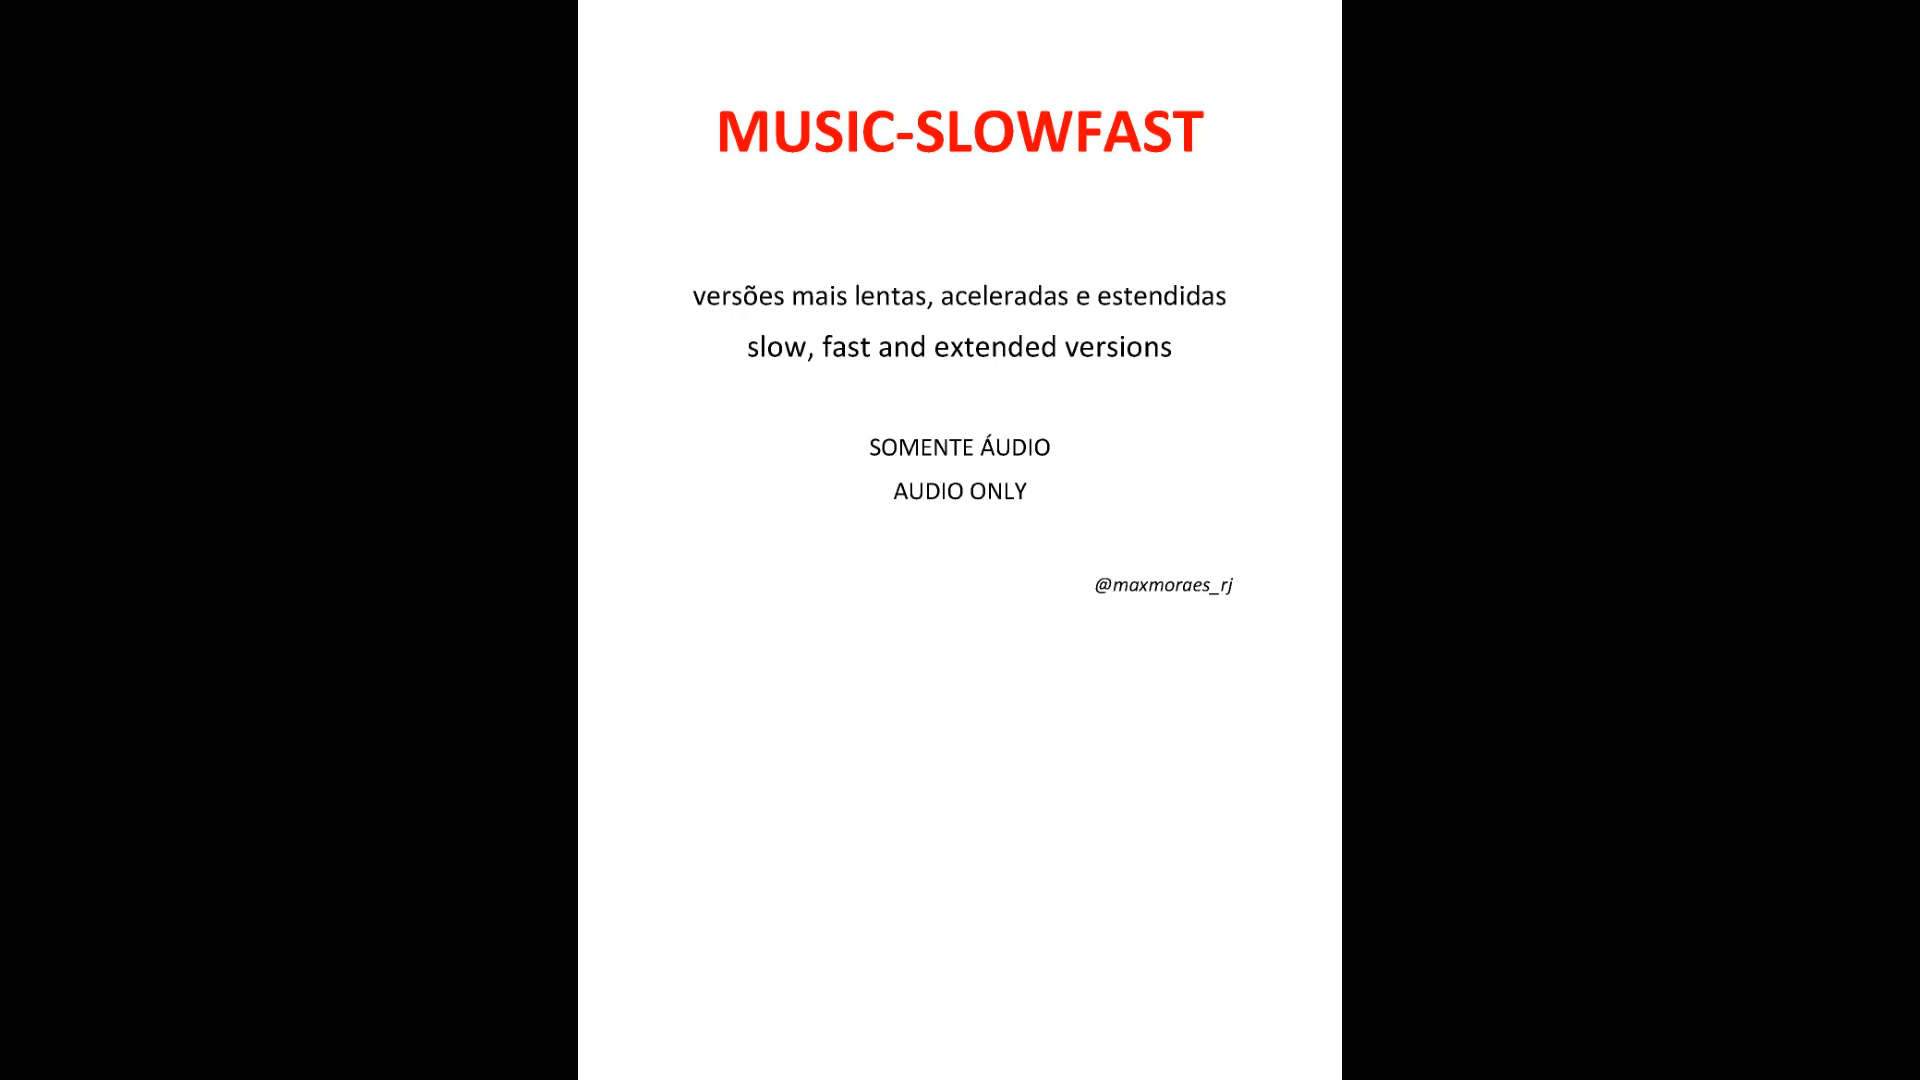 MUSIC-SLOWFAST
versões mais lentas, aceleradas e estendidas
slow, fast and extended versions
SOMENTE ÁUDIO
AUDIO ONLY
@maxmoraes_rj